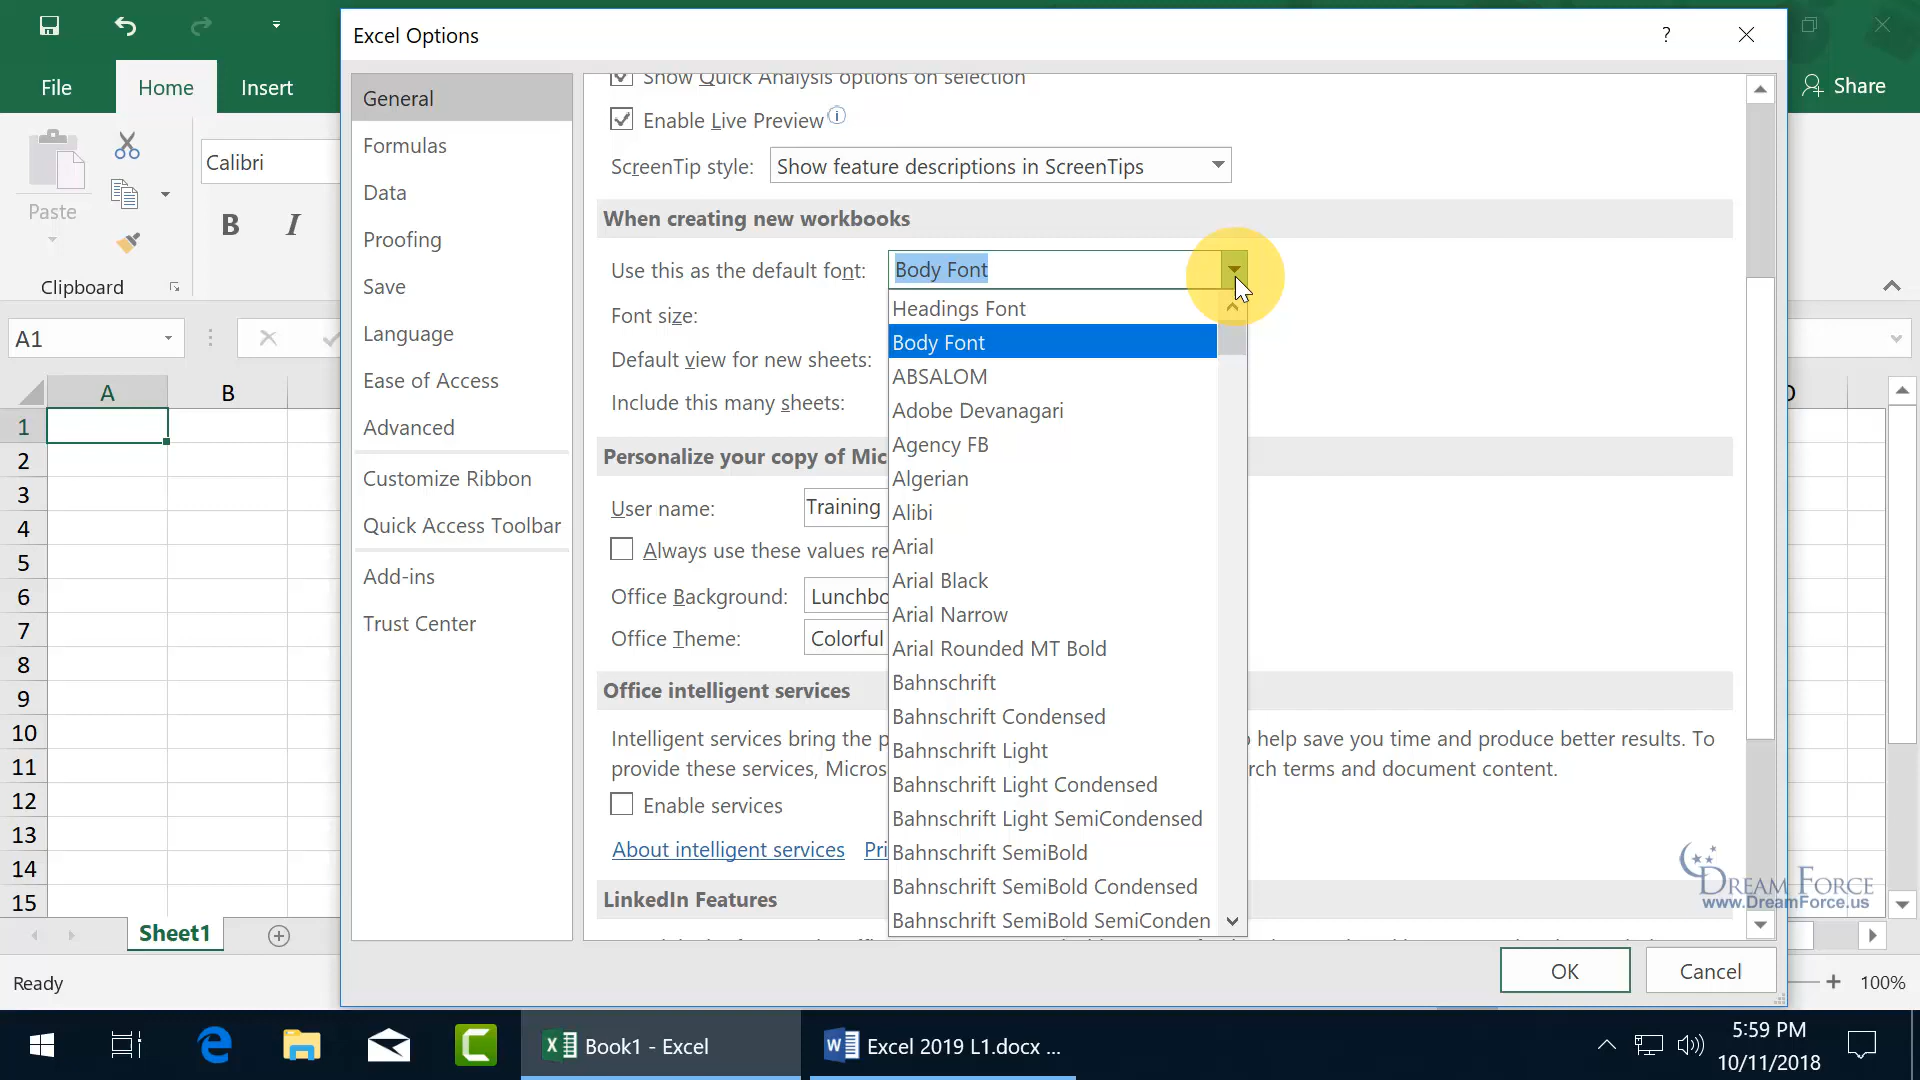 Excel Options
?
File
Home
Insert
Share
Show Quick Analysis options on selection
General
Formulas
Data
Proofing
Save
Language
Ease of Access
Advanced
Customize Ribbon
Quick Access Toolbar
Add-ins
Trust Center
Enable Live Preview
ScreenTip style: Show feature descriptions in ScreenTips
When creating new workbooks
Use this as the default font: Body Font
Font size:
Default view for new sheets:
Include this many sheets:
Headings Font
Body Font
ABSALOM
Adobe Devanagari
Agency FB
Algerian
Alibi
Arial
Arial Black
Arial Narrow
Arial Rounded MT Bold
Bahnschrift
Bahnschrift Condensed
Bahnschrift Light
Bahnschrift Light Condensed
Bahnschrift Light SemiCondensed
Bahnschrift SemiBold
Bahnschrift SemiBold Condensed
Bahnschrift SemiBold SemiConden
Personalize your copy of Mic
User name: Training
Always use these values re
Office Background: Lunchbo
Office Theme: Colorful
Office intelligent services
Intelligent services bring the p help save you time and produce better results. To
provide these services, Micros rch terms and document content.
Enable services
About intelligent services Pri
LinkedIn Features
OK Cancel
Paste
Clipboard
Calibri
B I
A1
A B
1
2
3
4
5
6
7
8
9
10
11
12
13
14
15
Sheet1
Ready
100%
DREAM FORCE
www.DreamForce.us
Book1 - Excel
Excel 2019 L1.docx ...
5:59 PM
10/11/2018